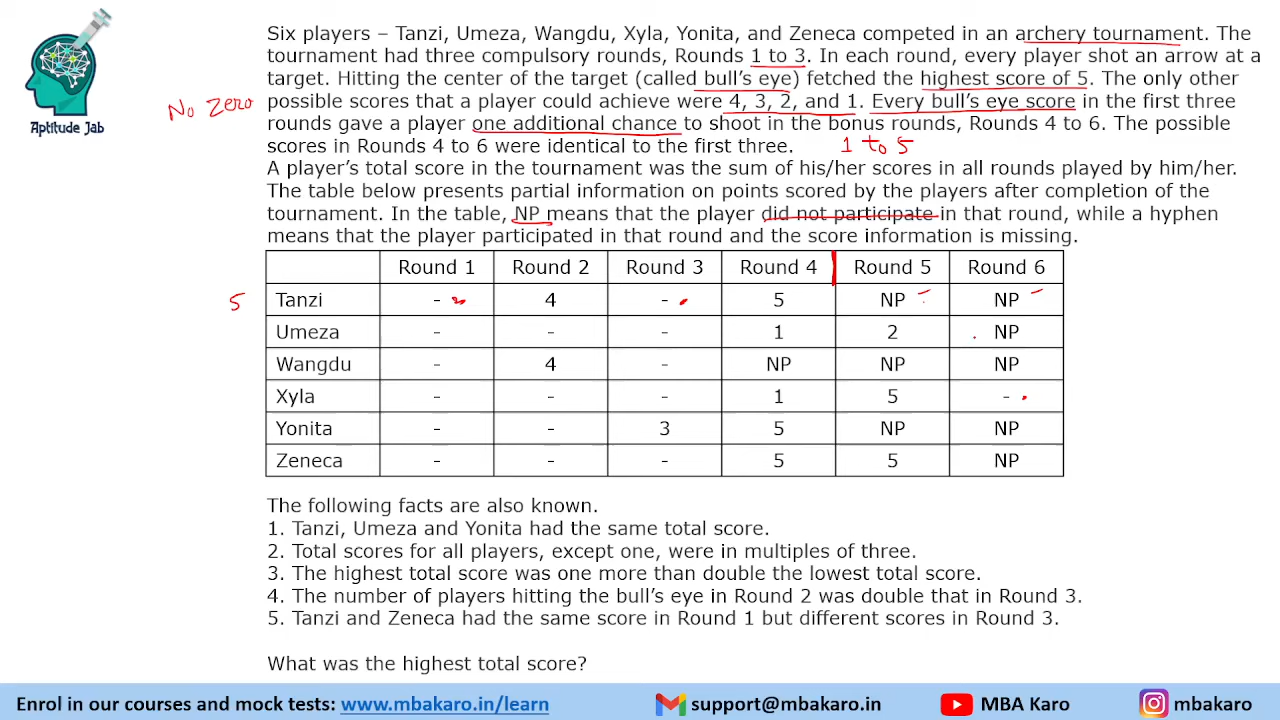 Six players – Tanzi, Umeza, Wangdu, Xyla, Yonita, and Zeneca competed in an archery tournament. The
tournament had three compulsory rounds, Rounds 1 to 3. In each round, every player shot an arrow at a
target. Hitting the center of the target (called bull's eye) fetched the highest score of 5. The only other
No Zero possible scores that a player could achieve were 4, 3, 2, and 1. Every bull's eye score in the first three
Aptitude Jab rounds gave a player one additional chance to shoot in the bonus rounds, Rounds 4 to 6. The possible
scores in Rounds 4 to 6 were identical to the first three. 1 to 5
A player's total score in the tournament was the sum of his/her scores in all rounds played by him/her.
The table below presents partial information on points scored by the players after completion of the
tournament. In the table, NP means that the player did not participate in that round, while a hyphen
means that the player participated in that round and the score information is missing.
Round 1 Round 2 Round 3 Round 4 Round 5 Round 6
5 Tanzi - 4 - 5 NP NP
Umeza - - - 1 2 NP
Wangdu - 4 - NP NP NP
Xyla - - - 1 5 -
Yonita - - 3 5 NP NP
Zeneca - - - 5 5 NP
The following facts are also known.
1. Tanzi, Umeza and Yonita had the same total score.
2. Total scores for all players, except one, were in multiples of three.
3. The highest total score was one more than double the lowest total score.
4. The number of players hitting the bull's eye in Round 2 was double that in Round 3.
5. Tanzi and Zeneca had the same score in Round 1 but different scores in Round 3.
What was the highest total score?
Enrol in our courses and mock tests: www.mbakaro.in/learn support@mbakaro.in MBA Karo mbakaro